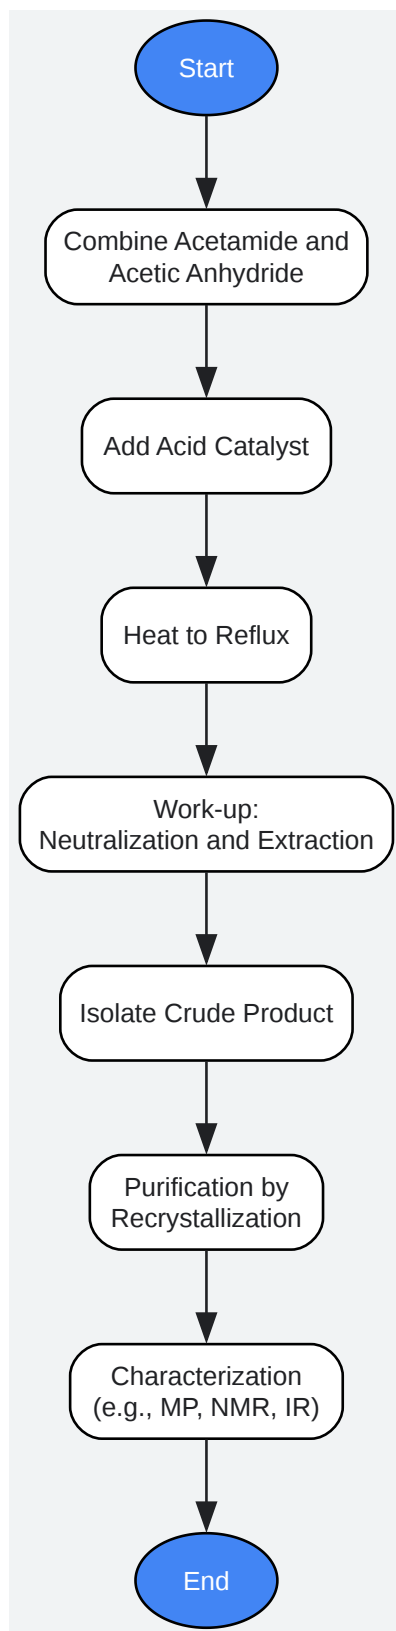 Start
Combine Acetamide and
Acetic Anhydride
Add Acid Catalyst
Heat to Reflux
Work-up:
Neutralization and Extraction
Isolate Crude Product
Purification by
Recrystallization
Characterization
(e.g., MP, NMR, IR)
End